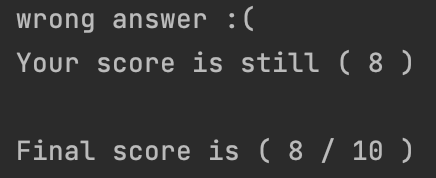 wrong answer :(
Your score is still ( 8 )
Final score is ( 8 / 10 )